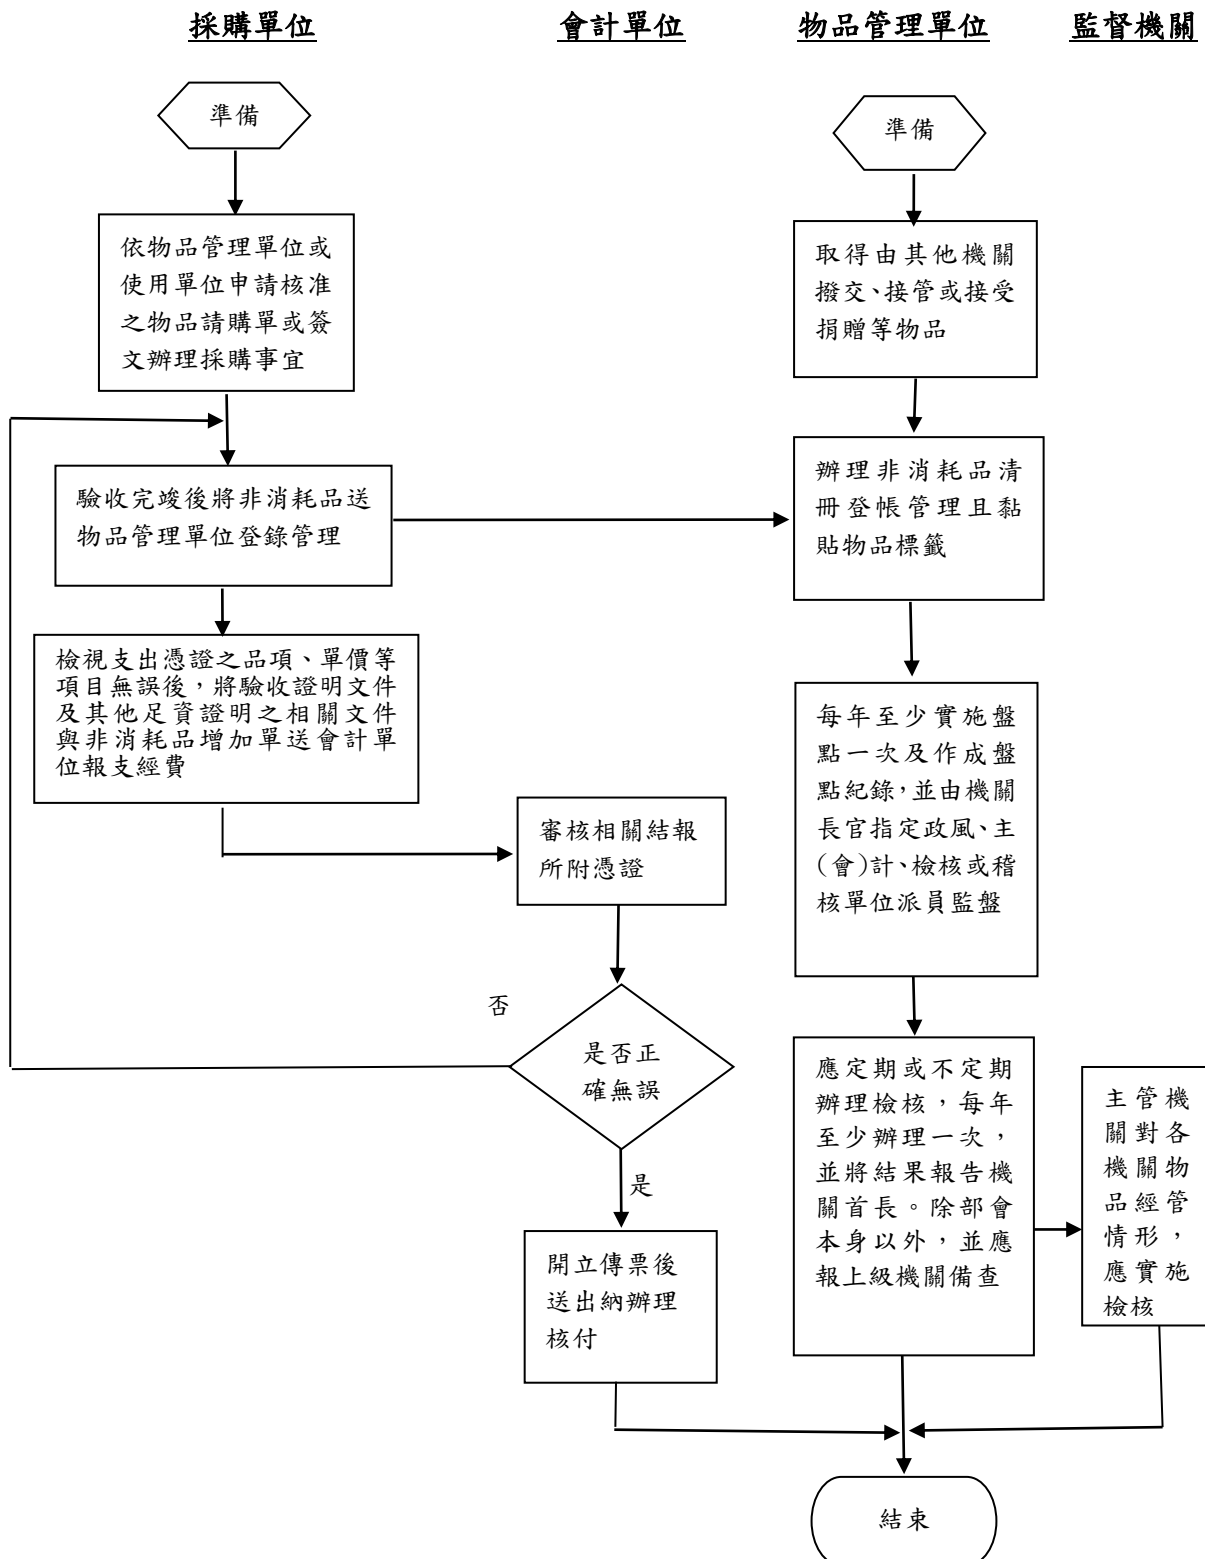 採購單位
會計單位
物品管理單位
監督機關
準備
依物品管理單位或
使用單位申請核准
之物品請購單或簽
文辦理採購事宜
驗收完竣後將非消耗品送
物品管理單位登錄管理
檢視支出憑證之品項、單價等
項目無誤後，將驗收證明文件
及其他足資證明之相關文件
與非消耗品增加單送會計單
位報支經費
審核相關結報
所附憑證
否
是否正
確無誤
是
開立傳票後
送出納辦理
核付
準備
取得由其他機關
撥交、接管或接受
捐贈等物品
辦理非消耗品清
冊登帳管理且黏
貼物品標籤
每年至少實施盤
點一次及作成盤
點紀錄，並由機關
長官指定政風、主
(會)計、檢核或稽
核單位派員監盤
應定期或不定期
辦理檢核，每年
至少辦理一次，
並將結果報告機
關首長。除部會
本身以外，並應
報上級機關備查
主管機
關對各
機關物
品經管
情形，
應實施
檢核
結束